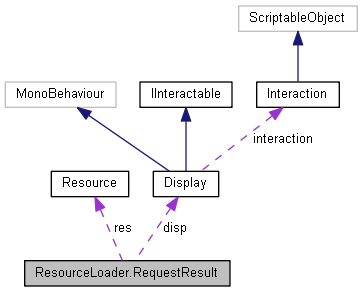 ScriptableObject
MonoBehaviour
IInteractable
Interaction
interaction
Resource
Display
res
disp
ResourceLoader.RequestResult